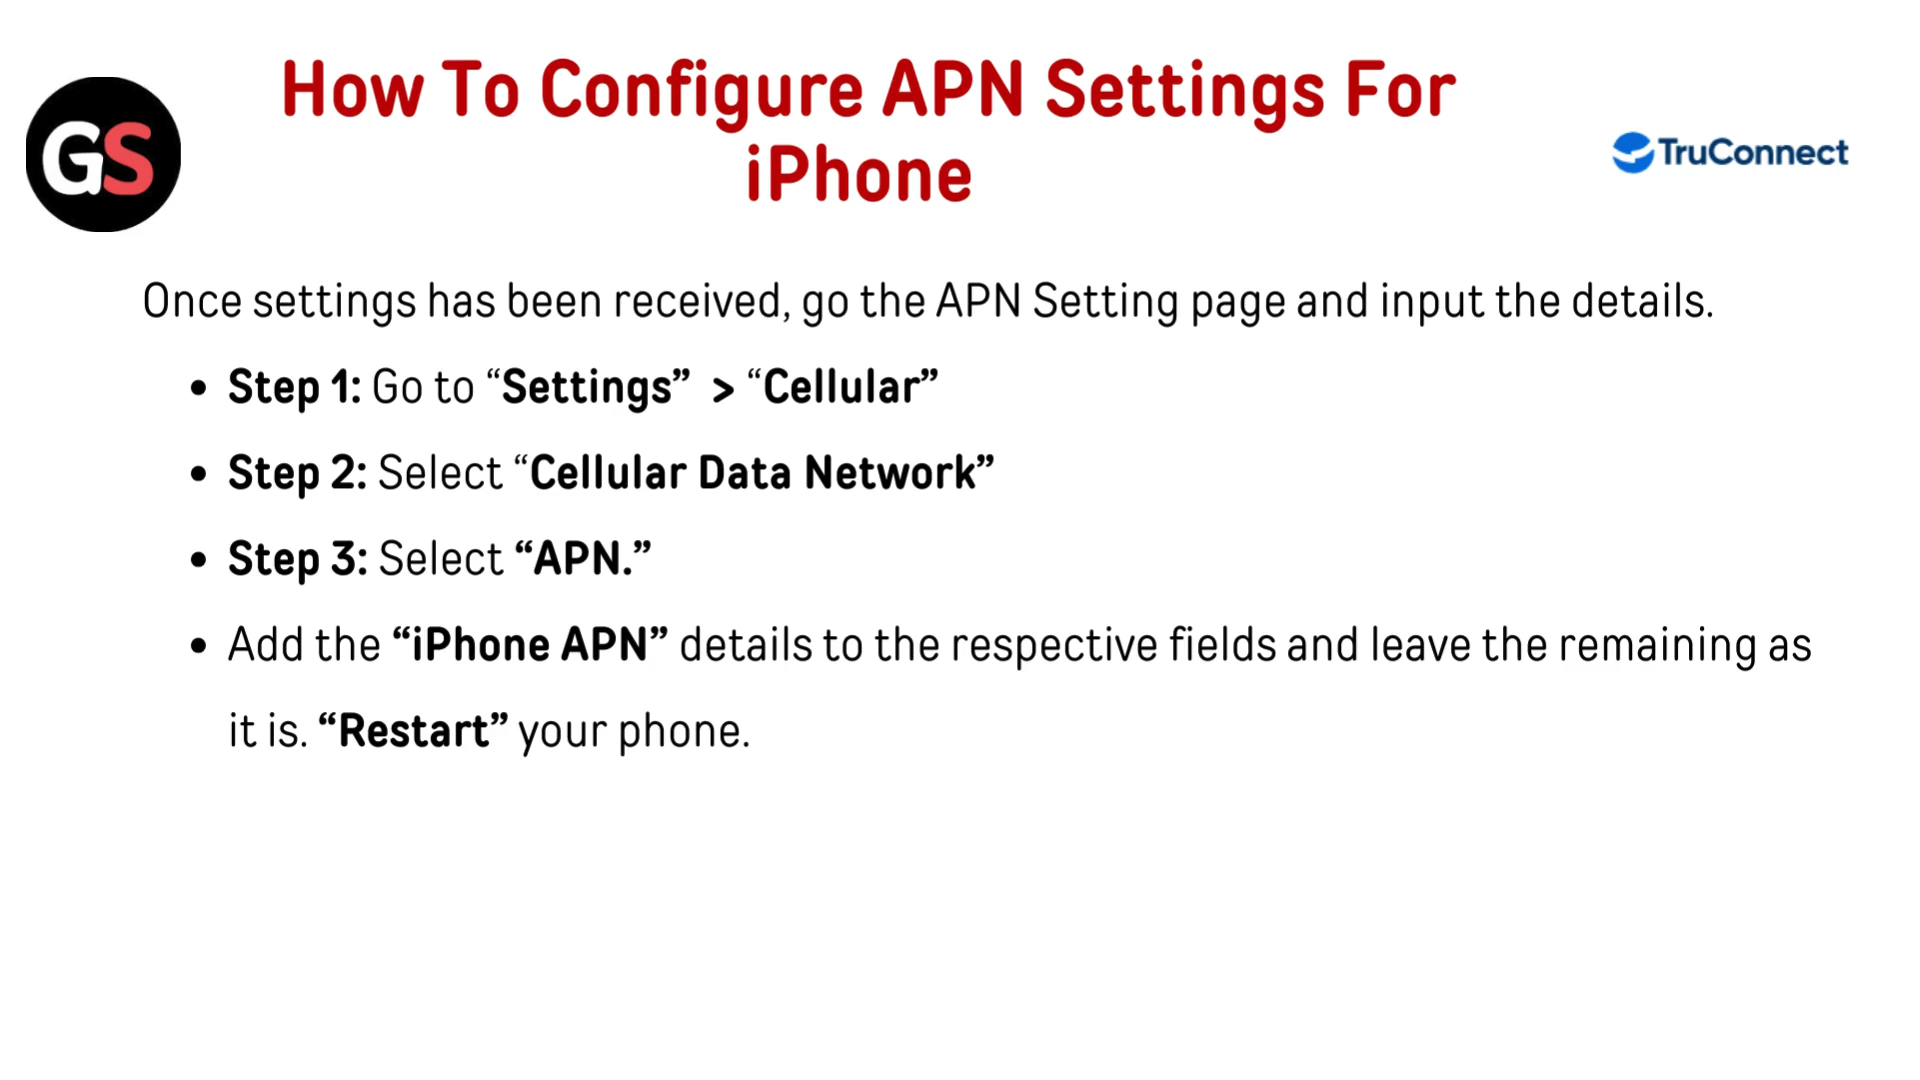 How To Configure APN Settings For
iPhone
GS
TruConnect
Once settings has been received, go the APN Setting page and input the details.
• Step 1: Go to “Settings” > “Cellular”
• Step 2: Select “Cellular Data Network”
• Step 3: Select “APN.”
• Add the “iPhone APN” details to the respective fields and leave the remaining as
it is. “Restart” your phone.